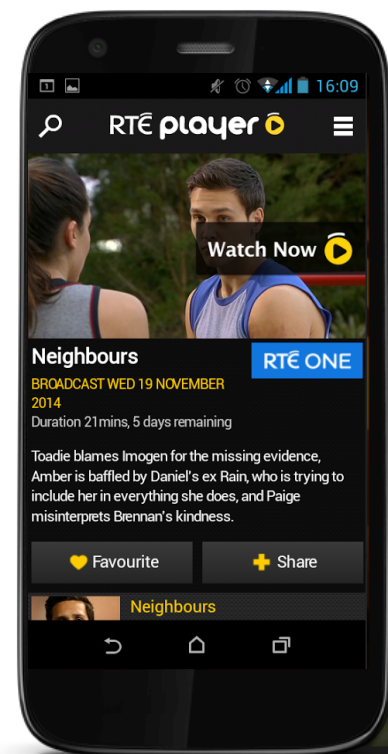 1
16:09
RTÉ player
Watch Now
Neighbours
RTÉ ONE
BROADCAST WED 19 NOVEMBER
2014
Duration 21mins, 5 days remaining
Toadie blames Imogen for the missing evidence,
Amber is baffled by Daniel's ex Rain, who is trying to
include her in everything she does, and Paige
misinterprets Brennan's kindness.
Favourite
Share
Neighbours